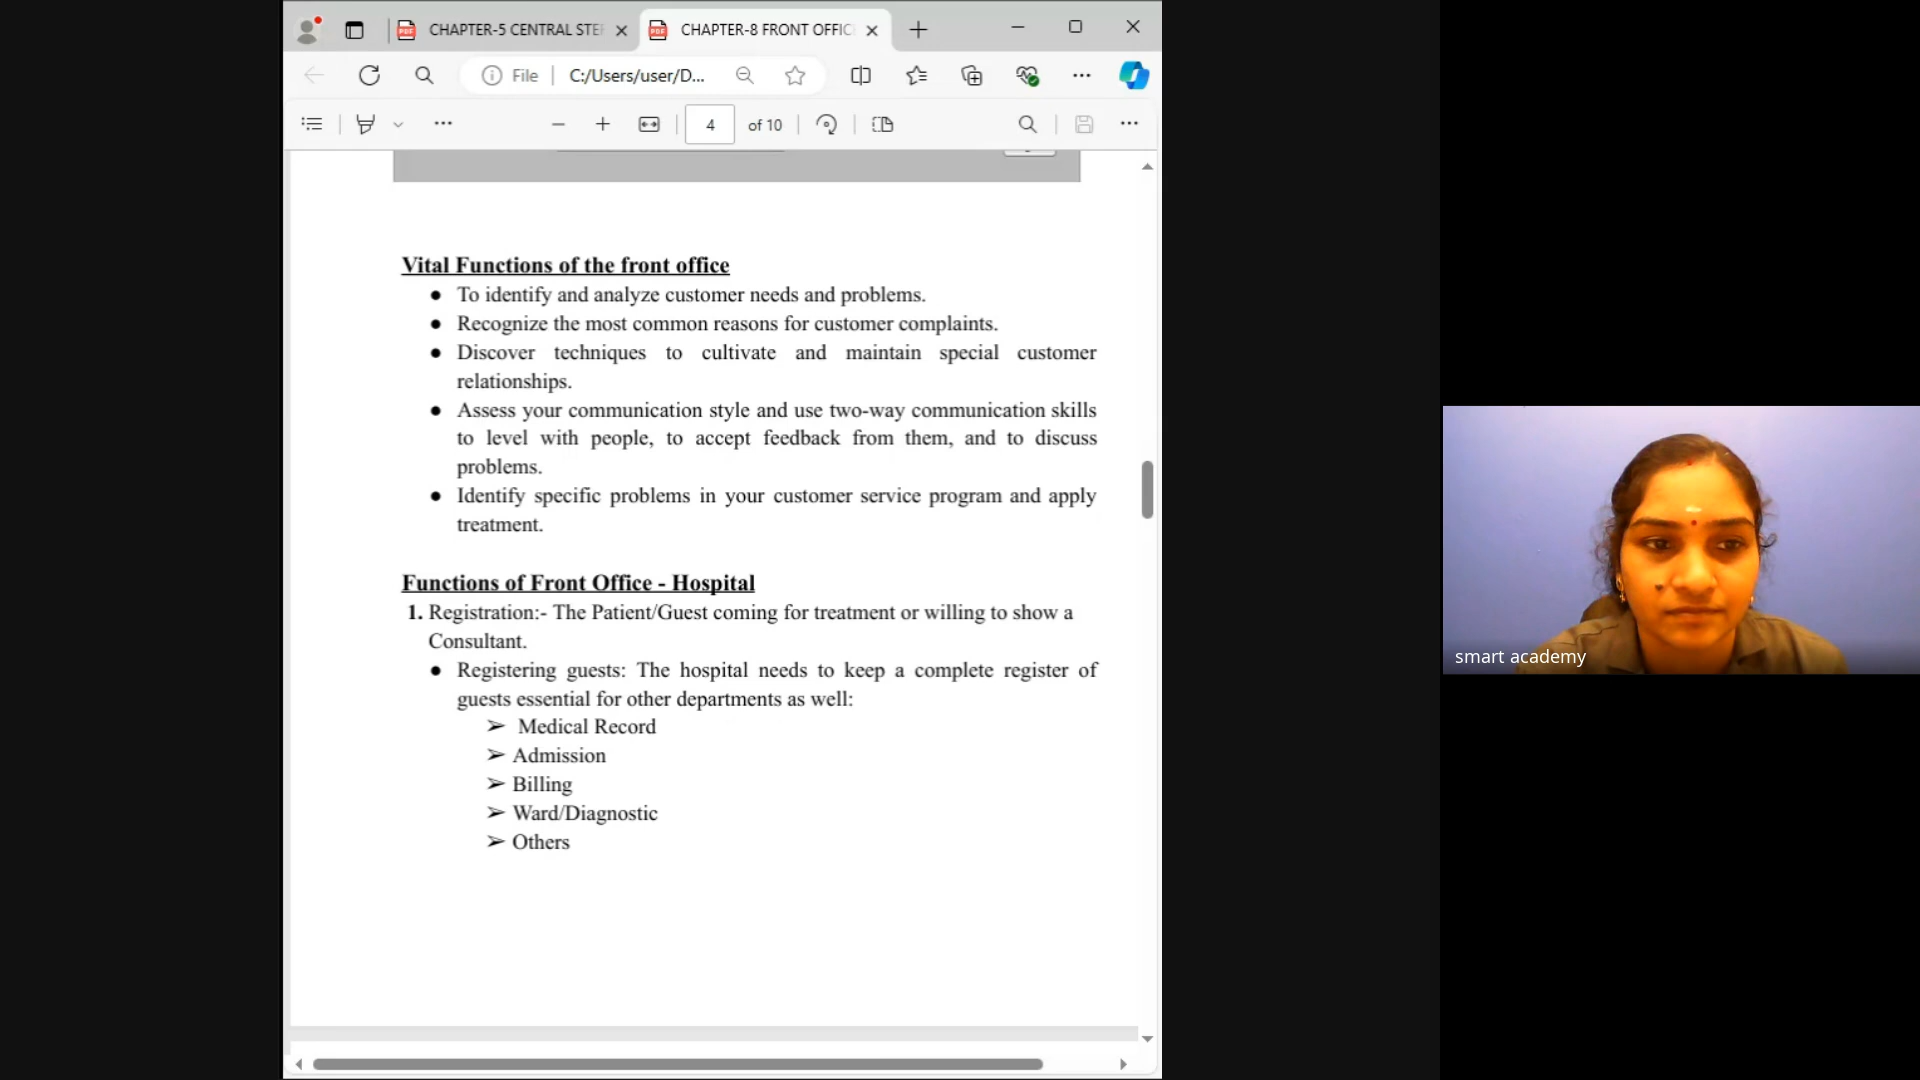 CHAPTER-5 CENTRAL STE
CHAPTER-8 FRONT OFFIC
File
C:/Users/user/D...
4 of 10
Vital Functions of the front office
● To identify and analyze customer needs and problems.
● Recognize the most common reasons for customer complaints.
● Discover techniques to cultivate and maintain special customer
relationships.
● Assess your communication style and use two-way communication skills
to level with people, to accept feedback from them, and to discuss
problems.
● Identify specific problems in your customer service program and apply
treatment.
Functions of Front Office - Hospital
1. Registration:- The Patient/Guest coming for treatment or willing to show a
Consultant.
● Registering guests: The hospital needs to keep a complete register of
guests essential for other departments as well:
➢ Medical Record
➢ Admission
➢ Billing
➢ Ward/Diagnostic
➢ Others
smart academy